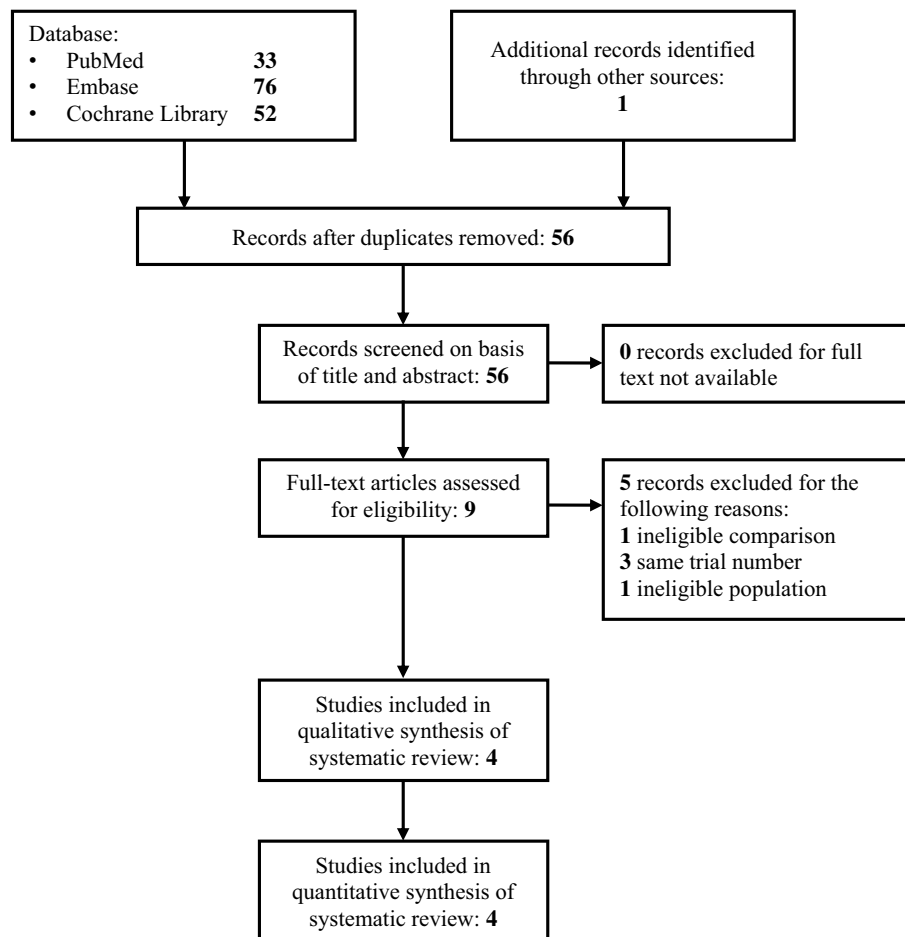 Database:
• PubMed 33
• Embase 76
• Cochrane Library 52
Additional records identified
through other sources:
1
Records after duplicates removed: 56
Records screened on basis
of title and abstract: 56
0 records excluded for full
text not available
Full-text articles assessed
for eligibility: 9
5 records excluded for the
following reasons:
1 ineligible comparison
3 same trial number
1 ineligible population
Studies included in
qualitative synthesis of
systematic review: 4
Studies included in
quantitative synthesis of
systematic review: 4